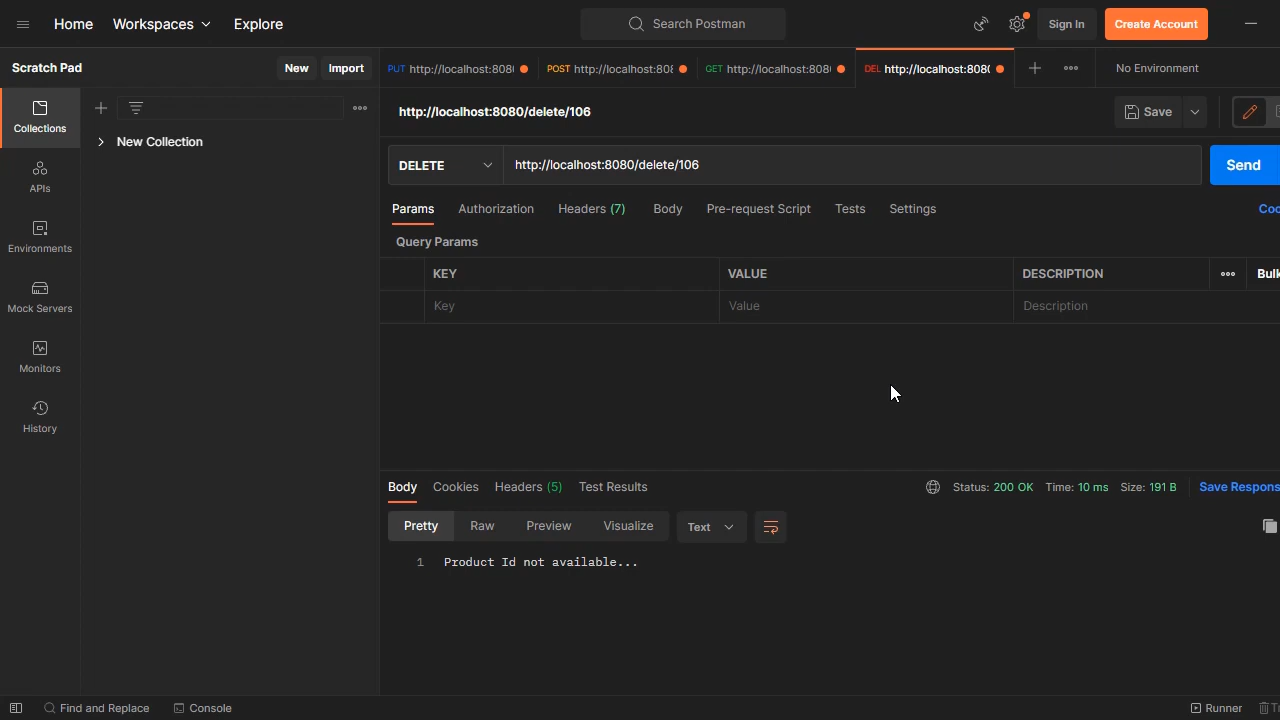 Home Workspaces Explore Search Postman Sign In Create Account
Scratch Pad New Import PUT http://localhost:808 POST http://localhost:80 GET http://localhost:808 DEL http://localhost:808 No Environment
Collections
New Collection
APIs
Environments
Mock Servers
Monitors
History
http://localhost:8080/delete/106 Save
DELETE http://localhost:8080/delete/106 Send
Params Authorization Headers (7) Body Pre-request Script Tests Settings Coo
Query Params
KEY VALUE DESCRIPTION Bulk
Key Value Description
Body Cookies Headers (5) Test Results Status: 200 OK Time: 10 ms Size: 191 B Save Respons
Pretty Raw Preview Visualize Text
1 Product Id not available...
Find and Replace Console Runner